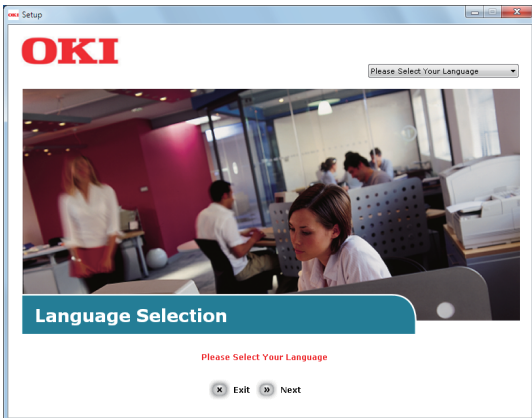 OKI Setup
OKI
Please Select Your Language
Language Selection
Please Select Your Language
Exit Next